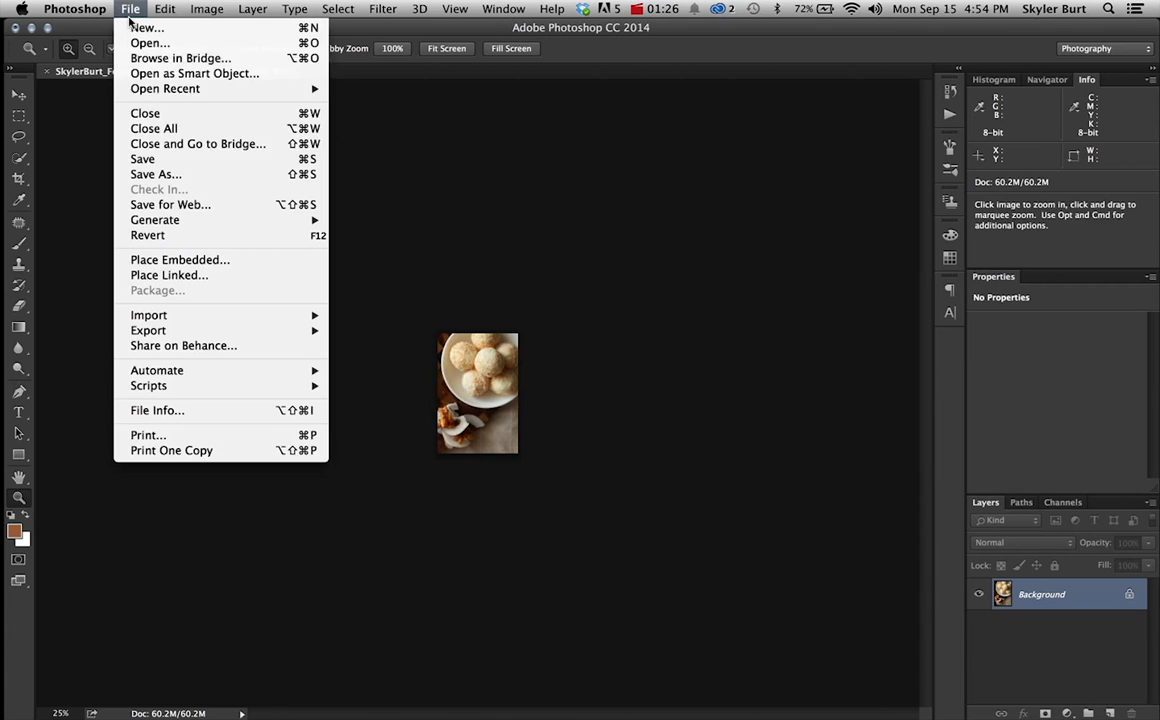 Photoshop File Edit Image Layer Type Select Filter 3D View Window Help 01:26 5 2 72% Mon Sep 15 4:54 PM Skyler Burt
Adobe Photoshop CC 2014
bby Zoom 100% Fit Screen Fill Screen Photography
× SkylerBurt_F
New... ⌘N
Open... ⌘O
Browse in Bridge... ⌥⌘O
Open as Smart Object...
Open Recent
Close ⌘W
Close All ⌥⌘W
Close and Go to Bridge... ⇧⌘W
Save ⌘S
Save As... ⇧⌘S
Check In...
Save for Web... ⌥⇧⌘S
Generate
Revert F12
Place Embedded...
Place Linked...
Package...
Import
Export
Share on Behance...
Automate
Scripts
File Info... ⌥⇧⌘I
Print... ⌘P
Print One Copy ⌥⇧⌘P
Histogram Navigator Info
R: C:
G: M:
B: Y:
K:
8-bit 8-bit
X: W:
Y: H:
Doc: 60.2M/60.2M
Click image to zoom in, click and drag to
marquee zoom. Use Opt and Cmd for
additional options.
Properties
No Properties
Layers Paths Channels
Kind
Normal Opacity: 100%
Lock: Fill: 100%
Background
25% Doc: 60.2M/60.2M